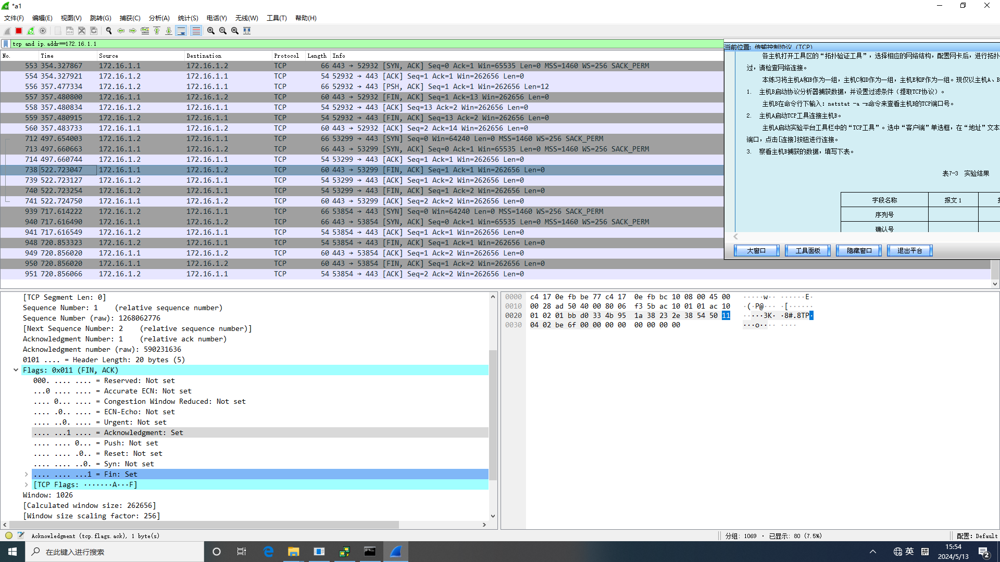 *a1
文件(F) 编辑(E) 视图(V) 跳转(G) 捕获(C) 分析(A) 统计(S) 电话(Y) 无线(W) 工具(T) 帮助(H)
tcp and ip.addr==172.16.1.1
No. Time Source Destination Protocol Length Info
553 354.327867 172.16.1.1 172.16.1.2 TCP 66 443 → 52932 [SYN, ACK] Seq=0 Ack=1 Win=65535 Len=0 MSS=1460 WS=256 SACK_PERM
554 354.327921 172.16.1.2 172.16.1.1 TCP 54 52932 → 443 [ACK] Seq=1 Ack=1 Win=262656 Len=0
556 357.477334 172.16.1.2 172.16.1.1 TCP 66 52932 → 443 [PSH, ACK] Seq=1 Ack=1 Win=262656 Len=12
557 357.480800 172.16.1.1 172.16.1.2 TCP 60 443 → 52932 [FIN, ACK] Seq=1 Ack=13 Win=262656 Len=0
558 357.480834 172.16.1.2 172.16.1.1 TCP 54 52932 → 443 [ACK] Seq=13 Ack=2 Win=262656 Len=0
559 357.480915 172.16.1.2 172.16.1.1 TCP 54 52932 → 443 [FIN, ACK] Seq=13 Ack=2 Win=262656 Len=0
560 357.483733 172.16.1.1 172.16.1.2 TCP 60 443 → 52932 [ACK] Seq=2 Ack=14 Win=262656 Len=0
712 497.654003 172.16.1.2 172.16.1.1 TCP 66 53299 → 443 [SYN] Seq=0 Win=64240 Len=0 MSS=1460 WS=256 SACK_PERM
713 497.660663 172.16.1.1 172.16.1.2 TCP 66 443 → 53299 [SYN, ACK] Seq=0 Ack=1 Win=65535 Len=0 MSS=1460 WS=256 SACK_PERM
714 497.660744 172.16.1.2 172.16.1.1 TCP 54 53299 → 443 [ACK] Seq=1 Ack=1 Win=262656 Len=0
738 522.723047 172.16.1.1 172.16.1.2 TCP 60 443 → 53299 [FIN, ACK] Seq=1 Ack=1 Win=262656 Len=0
739 522.723127 172.16.1.2 172.16.1.1 TCP 54 53299 → 443 [ACK] Seq=1 Ack=2 Win=262656 Len=0
740 522.723254 172.16.1.2 172.16.1.1 TCP 54 53299 → 443 [FIN, ACK] Seq=1 Ack=2 Win=262656 Len=0
741 522.724750 172.16.1.1 172.16.1.2 TCP 60 443 → 53299 [ACK] Seq=2 Ack=2 Win=262656 Len=0
939 717.614222 172.16.1.2 172.16.1.1 TCP 66 53854 → 443 [SYN] Seq=0 Win=64240 Len=0 MSS=1460 WS=256 SACK_PERM
940 717.616490 172.16.1.1 172.16.1.2 TCP 66 443 → 53854 [SYN, ACK] Seq=0 Ack=1 Win=65535 Len=0 MSS=1460 WS=256 SACK_PERM
941 717.616549 172.16.1.2 172.16.1.1 TCP 54 53854 → 443 [ACK] Seq=1 Ack=1 Win=262656 Len=0
948 720.853323 172.16.1.2 172.16.1.1 TCP 54 53854 → 443 [FIN, ACK] Seq=1 Ack=1 Win=262656 Len=0
949 720.856020 172.16.1.1 172.16.1.2 TCP 60 443 → 53854 [ACK] Seq=1 Ack=2 Win=262656 Len=0
950 720.856020 172.16.1.1 172.16.1.2 TCP 60 443 → 53854 [FIN, ACK] Seq=1 Ack=2 Win=262656 Len=0
951 720.856066 172.16.1.2 172.16.1.1 TCP 54 53854 → 443 [ACK] Seq=2 Ack=2 Win=262656 Len=0
当前位置: 传输控制协议 (TCP)
各主机打开工具区的“拓扑验证工具”，选择相应的网络结构，配置网卡后，进行拓扑
过，请检查网络连接。
本练习将主机A和B作为一组，主机C和D作为一组，主机E和F作为一组。现仅以主机A、B
1. 主机B启动协议分析器捕获数据，并设置过滤条件（提取TCP协议）。
主机B在命令行下输入：netstat -a -n命令来查看主机B的TCP端口号。
2. 主机A启动TCP工具连接主机B。
主机A启动实验平台工具栏中的“TCP工具”。选中“客户端”单选框，在“地址”文本
端口，点击[连接]按钮进行连接。
3. 察看主机B捕获的数据，填写下表。
表7-3 实验结果
字段名称 报文1
序列号
确认号
大窗口 工具面板 隐藏窗口 退出平台
[TCP Segment Len: 0]
Sequence Number: 1 (relative sequence number)
Sequence Number (raw): 1268062776
[Next Sequence Number: 2 (relative sequence number)]
Acknowledgment Number: 1 (relative ack number)
Acknowledgment number (raw): 590231636
0101 .... = Header Length: 20 bytes (5)
Flags: 0x011 (FIN, ACK)
000. .... .... = Reserved: Not set
...0 .... .... = Accurate ECN: Not set
.... 0... .... = Congestion Window Reduced: Not set
.... .0.. .... = ECN-Echo: Not set
.... ..0. .... = Urgent: Not set
.... ...1 .... = Acknowledgment: Set
.... .... 0... = Push: Not set
.... .... .0.. = Reset: Not set
.... .... ..0. = Syn: Not set
.... .... ...1 = Fin: Set
[TCP Flags: ·······A···F]
Window: 1026
[Calculated window size: 262656]
[Window size scaling factor: 256]
0000 c4 17 0e fb be 77 c4 17 0e fb bc 10 08 00 45 00 ·····w·· ······E·
0010 00 28 ad 50 40 00 80 06 f3 5b ac 10 01 01 ac 10 ·(·P@··· ·[······
0020 01 02 01 bb d0 33 4b 95 1a 38 23 2e 38 54 50 11 ·····3K· ·8#.8TP·
0030 04 02 be 6f 00 00 00 00 00 00 00 00 ···o···· ····
Acknowledgment (tcp.flags.ack), 1 byte(s)
分组: 1069 · 已显示: 80 (7.5%)
配置: Default
在此键入进行搜索
英
15:54
2024/5/13
2